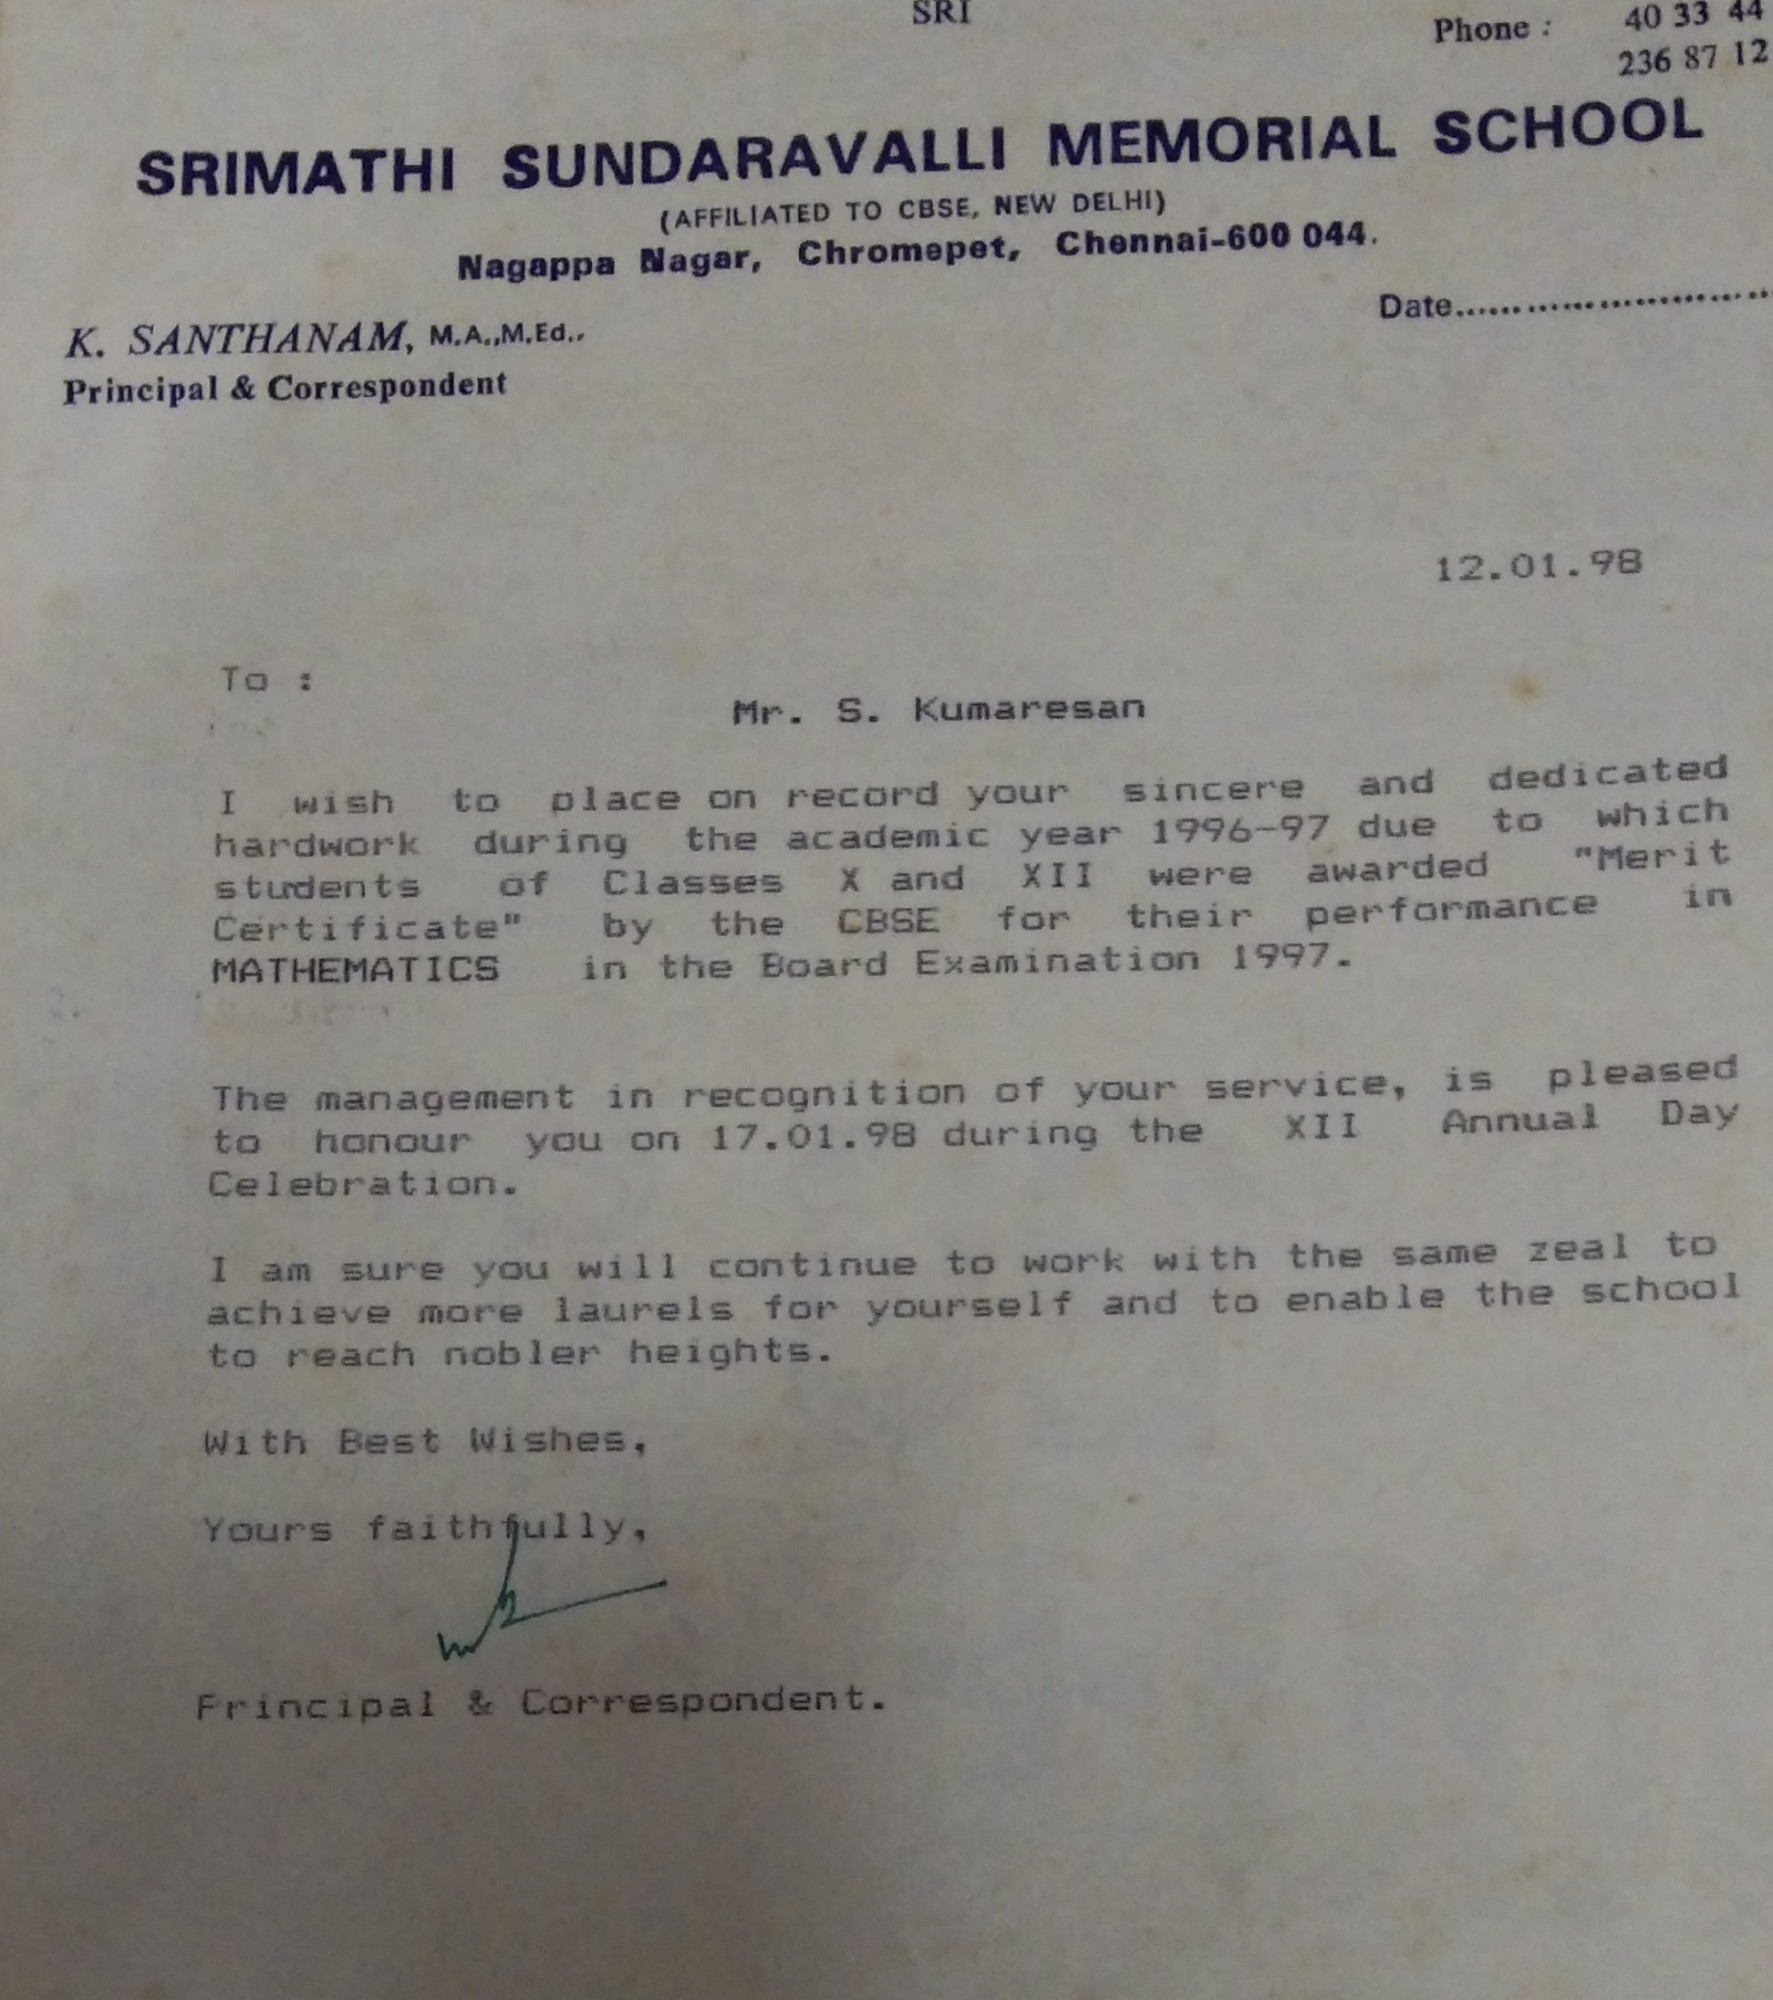 SRI
Phone : 40 33 44
236 87 12
SRIMATHI SUNDARAVALLI MEMORIAL SCHOOL
(AFFILIATED TO CBSE, NEW DELHI)
Nagappa Nagar, Chromepet, Chennai-600 044.
Date..............................
K. SANTHANAM, M.A.,M.Ed.,
Principal & Correspondent
12.01.98
To :
Mr. S. Kumaresan
I wish to place on record your sincere and dedicated
hardwork during the academic year 1996-97 due to which
students of Classes X and XII were awarded "Merit
Certificate" by the CBSE for their performance in
MATHEMATICS in the Board Examination 1997.
The management in recognition of your service, is pleased
to honour you on 17.01.98 during the XII Annual Day
Celebration.
I am sure you will continue to work with the same zeal to
achieve more laurels for yourself and to enable the school
to reach nobler heights.
With Best Wishes,
Yours faithfully,
Principal & Correspondent.